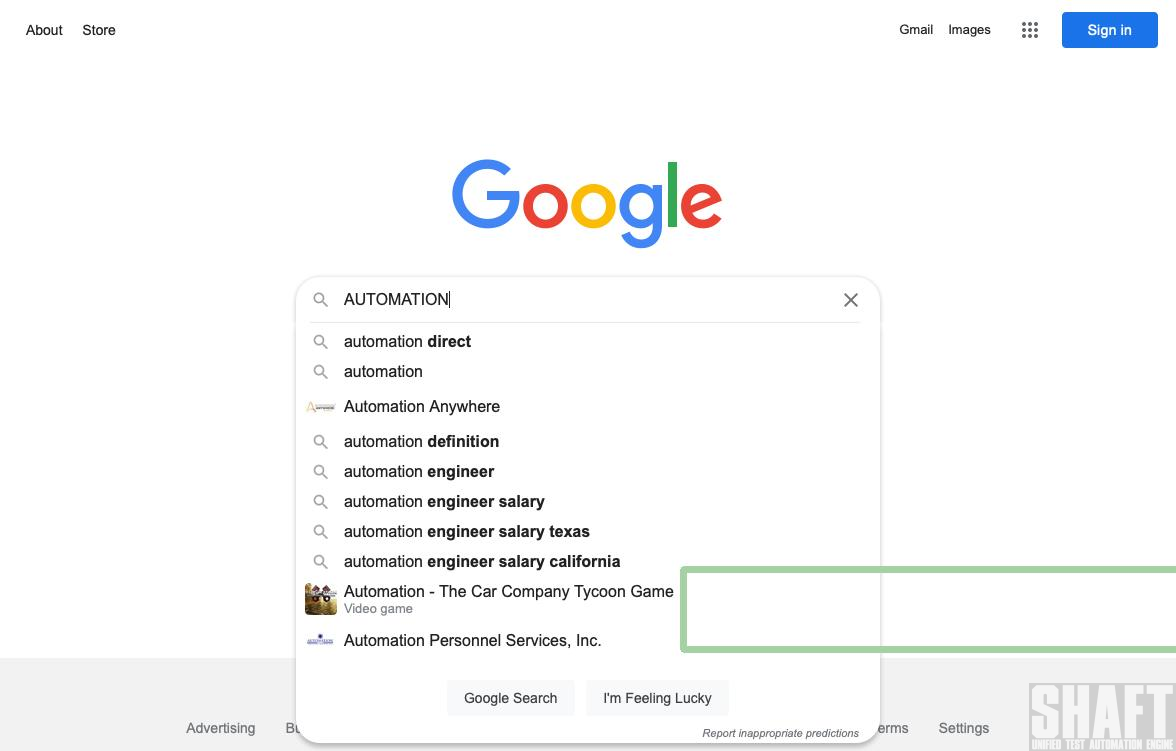 About Store Gmail Images Sign in
Google
AUTOMATION
automation direct
automation
Automation Anywhere
automation definition
automation engineer
automation engineer salary
automation engineer salary texas
automation engineer salary california
Automation - The Car Company Tycoon Game
Video game
Automation Personnel Services, Inc.
Google Search I'm Feeling Lucky
Advertising Bu erms Settings
Report inappropriate predictions
SHAFT
UNIFIED TEST AUTOMATION ENGINE